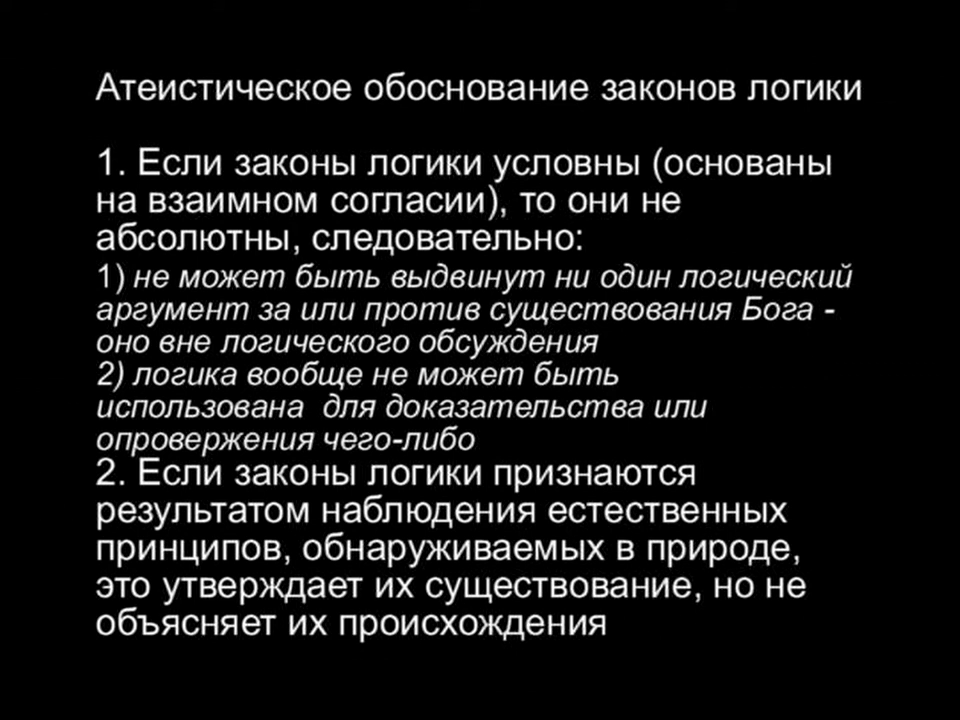 Атеистическое обоснование законов логики
1. Если законы логики условны (основаны
на взаимном согласии), то они не
абсолютны, следовательно:
1) не может быть выдвинут ни один логический
аргумент за или против существования Бога -
оно вне логического обсуждения
2) логика вообще не может быть
использована для доказательства или
опровержения чего-либо
2. Если законы логики признаются
результатом наблюдения естественных
принципов, обнаруживаемых в природе,
это утверждает их существование, но не
объясняет их происхождения